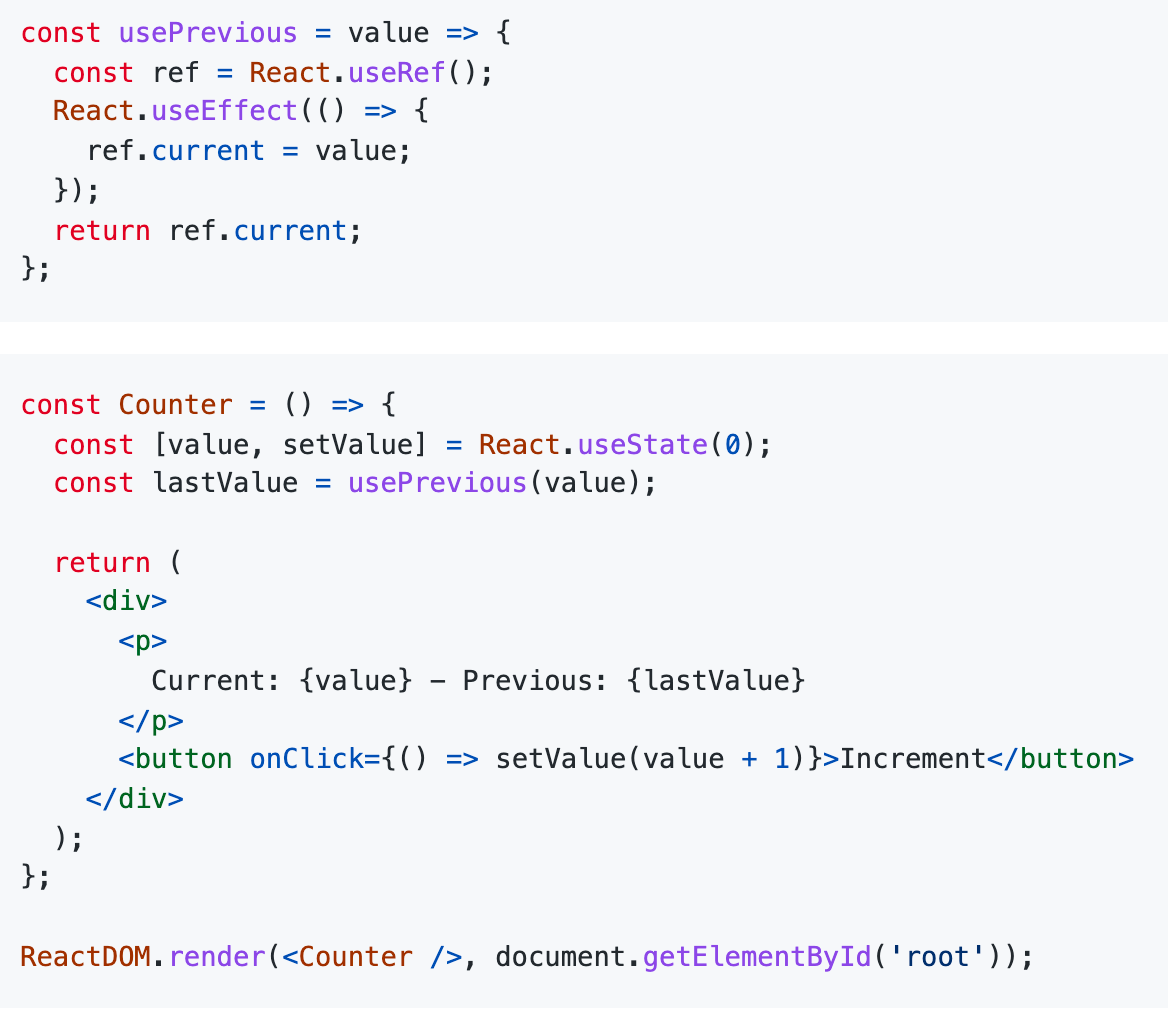 const usePrevious = value => {
  const ref = React.useRef();
  React.useEffect(() => {
    ref.current = value;
  });
  return ref.current;
};

const Counter = () => {
  const [value, setValue] = React.useState(0);
  const lastValue = usePrevious(value);

  return (
    <div>
      <p>
        Current: {value} – Previous: {lastValue}
      </p>
      <button onClick={() => setValue(value + 1)}>Increment</button>
    </div>
  );
};

ReactDOM.render(<Counter />, document.getElementById('root'));